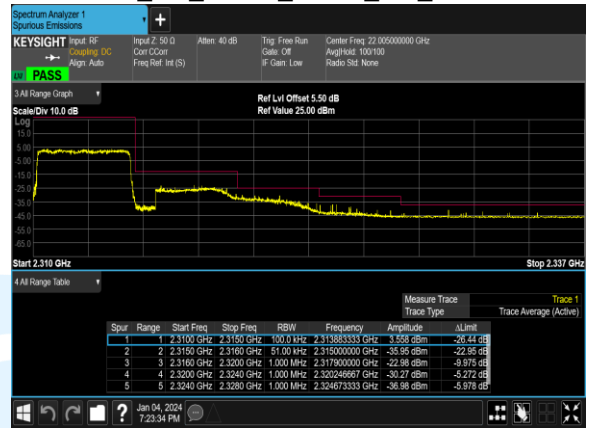 Spectrum Analyzer 1
Spurious Emissions
+
KEYSIGHT Input: RF Input Z: 50 Ω Atten: 40 dB Trig: Free Run Center Freq: 22.005000000 GHz
Coupling: DC Corr CCorr Gate: Off Avg|Hold: 100/100
Align: Auto Freq Ref: Int (S) IF Gain: Low Radio Std: None
PASS
3 All Range Graph
Ref Lvl Offset 5.50 dB
Scale/Div 10.0 dB Ref Value 25.00 dBm
Log
15.0
5.00
-5.00
-15.0
-25.0
-35.0
-45.0
-55.0
-65.0
Start 2.310 GHz Stop 2.337 GHz
4 All Range Table
Measure Trace Trace 1
Trace Type Trace Average (Active)
Spur Range Start Freq Stop Freq RBW Frequency Amplitude ΔLimit
1 1 2.3100 GHz 2.3150 GHz 100.0 kHz 2.313883333 GHz 3.558 dBm -26.44 dB
2 2 2.3150 GHz 2.3160 GHz 51.00 kHz 2.315000000 GHz -35.95 dBm -22.95 dB
3 3 2.3160 GHz 2.3200 GHz 1.000 MHz 2.317900000 GHz -22.98 dBm -9.975 dB
4 4 2.3200 GHz 2.3240 GHz 1.000 MHz 2.320246667 GHz -30.27 dBm -5.272 dB
5 5 2.3240 GHz 2.3280 GHz 1.000 MHz 2.324673333 GHz -36.98 dBm -5.978 dB
? Jan 04, 2024
7:23:34 PM